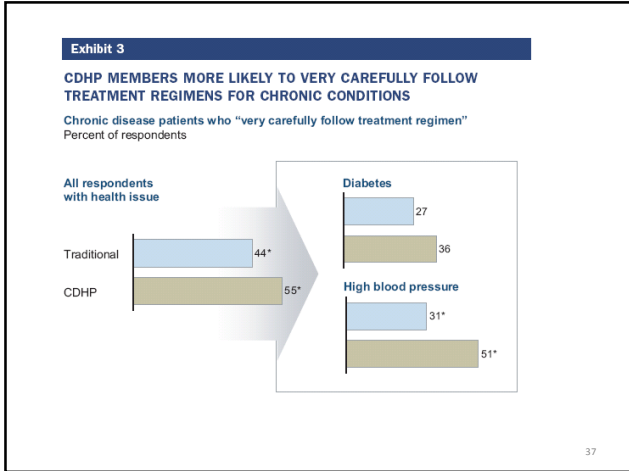 Exhibit 3
CDHP MEMBERS MORE LIKELY TO VERY CAREFULLY FOLLOW
TREATMENT REGIMENS FOR CHRONIC CONDITIONS
Chronic disease patients who “very carefully follow treatment regimen”
Percent of respondents
All respondents
with health issue
Traditional
44*
CDHP
55*
Diabetes
27
36
High blood pressure
31*
51*
37